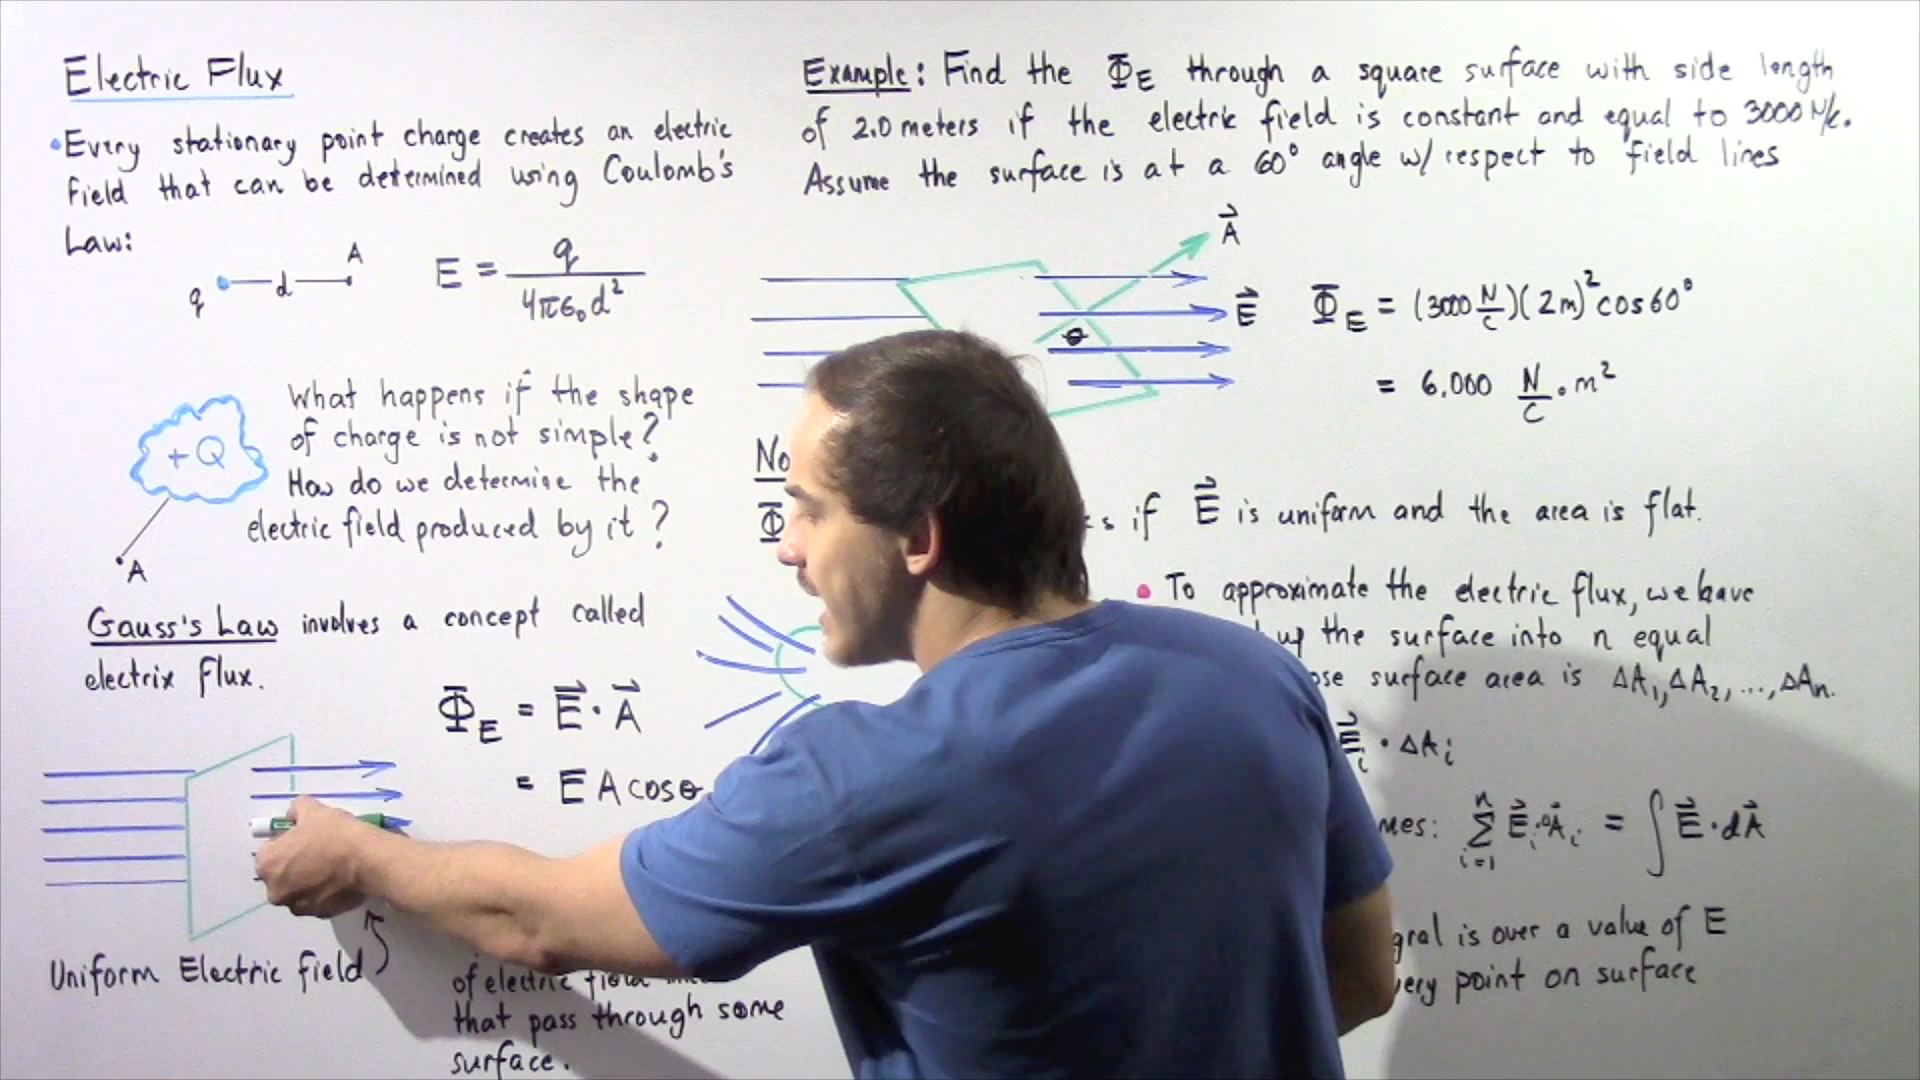 Electric Flux
• Every stationary point charge creates an electric
field that can be determined using Coulomb's
Law:
q d A
E = q / 4πϵ₀d²
+Q
A
What happens if the shape
of charge is not simple?
How do we determine the
electric field produced by it?
Gauss's Law involves a concept called
electrix flux.
Φ_E = E⃗ · A⃗
= E A cosθ
Uniform Electric field
of electric field
that pass through some
surface.
Example: Find the Φ_E through a square surface with side length
of 2.0 meters if the electric field is constant and equal to 3000 N/C.
Assume the surface is at a 60° angle w/ respect to field lines
A⃗
E⃗
θ
Φ_E = (3000 N/C)(2m)² cos60°
= 6,000 N/C · m²
No
Φ
if E⃗ is uniform and the area is flat.
• To approximate the electric flux, we have
up the surface into n equal
surface area is ΔA₁, ΔA₂, ..., ΔAₙ.
E⃗ᵢ · ΔAᵢ
mes: Σ_{i=1}^{n} E⃗ᵢ · ΔA⃗ᵢ = ∫ E⃗ · dA⃗
gral is over a value of E
point on surface